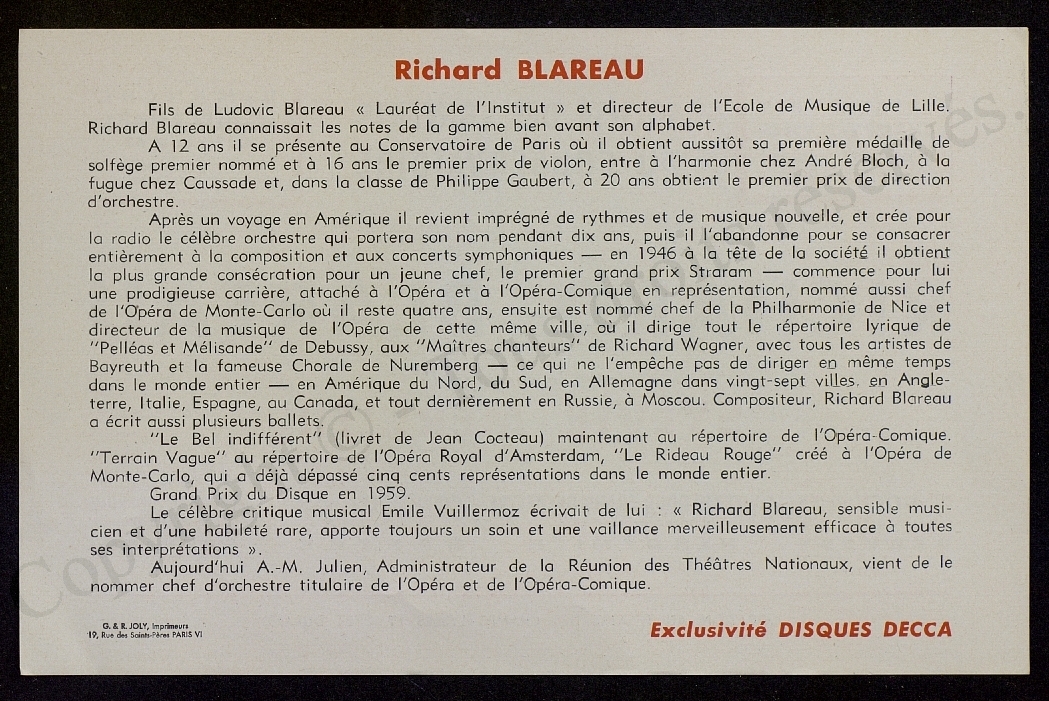 Richard BLAREAU
Fils de Ludovic Blareau « Lauréat de l'Institut » et directeur de l'Ecole de Musique de Lille.
Richard Blareau connaissait les notes de la gamme bien avant son alphabet.
A 12 ans il se présente au Conservatoire de Paris où il obtient aussitôt sa première médaille de
solfège premier nommé et à 16 ans le premier prix de violon, entre à l'harmonie chez André Bloch, à la
fugue chez Caussade et, dans la classe de Philippe Gaubert, à 20 ans obtient le premier prix de direction
d'orchestre.
Après un voyage en Amérique il revient imprégné de rythmes et de musique nouvelle, et crée pour
la radio le célèbre orchestre qui portera son nom pendant dix ans, puis il l'abandonne pour se consacrer
entièrement à la composition et aux concerts symphoniques — en 1946 à la tête de la société il obtient
la plus grande consécration pour un jeune chef, le premier grand prix Straram — commence pour lui
une prodigieuse carrière, attaché à l'Opéra et à l'Opéra-Comique en représentation, nommé aussi chef
de l'Opéra de Monte-Carlo où il reste quatre ans, ensuite est nommé chef de la Philharmonie de Nice et
directeur de la musique de l'Opéra de cette même ville, où il dirige tout le répertoire lyrique de
"Pelléas et Mélisande" de Debussy, aux "Maîtres chanteurs" de Richard Wagner, avec tous les artistes de
Bayreuth et la fameuse Chorale de Nuremberg — ce qui ne l'empêche pas de diriger en même temps
dans le monde entier — en Amérique du Nord, du Sud, en Allemagne dans vingt-sept villes, en Angle-
terre, Italie, Espagne, au Canada, et tout dernièrement en Russie, à Moscou. Compositeur, Richard Blareau
a écrit aussi plusieurs ballets.
"Le Bel indifférent" (livret de Jean Cocteau) maintenant au répertoire de l'Opéra-Comique.
"Terrain Vague" au répertoire de l'Opéra Royal d'Amsterdam, "Le Rideau Rouge" créé à l'Opéra de
Monte-Carlo, qui a déjà dépassé cinq cents représentations dans le monde entier.
Grand Prix du Disque en 1959.
Le célèbre critique musical Emile Vuillermoz écrivait de lui : « Richard Blareau, sensible musi-
cien et d'une habileté rare, apporte toujours un soin et une vaillance merveilleusement efficace à toutes
ses interprétations ».
Aujourd'hui A.-M. Julien, Administrateur de la Réunion des Théâtres Nationaux, vient de le
nommer chef d'orchestre titulaire de l'Opéra et de l'Opéra-Comique.
G. & R. JOLY, Imprimeurs
19, Rue des Saints-Pères PARIS VI
Exclusivité DISQUES DECCA